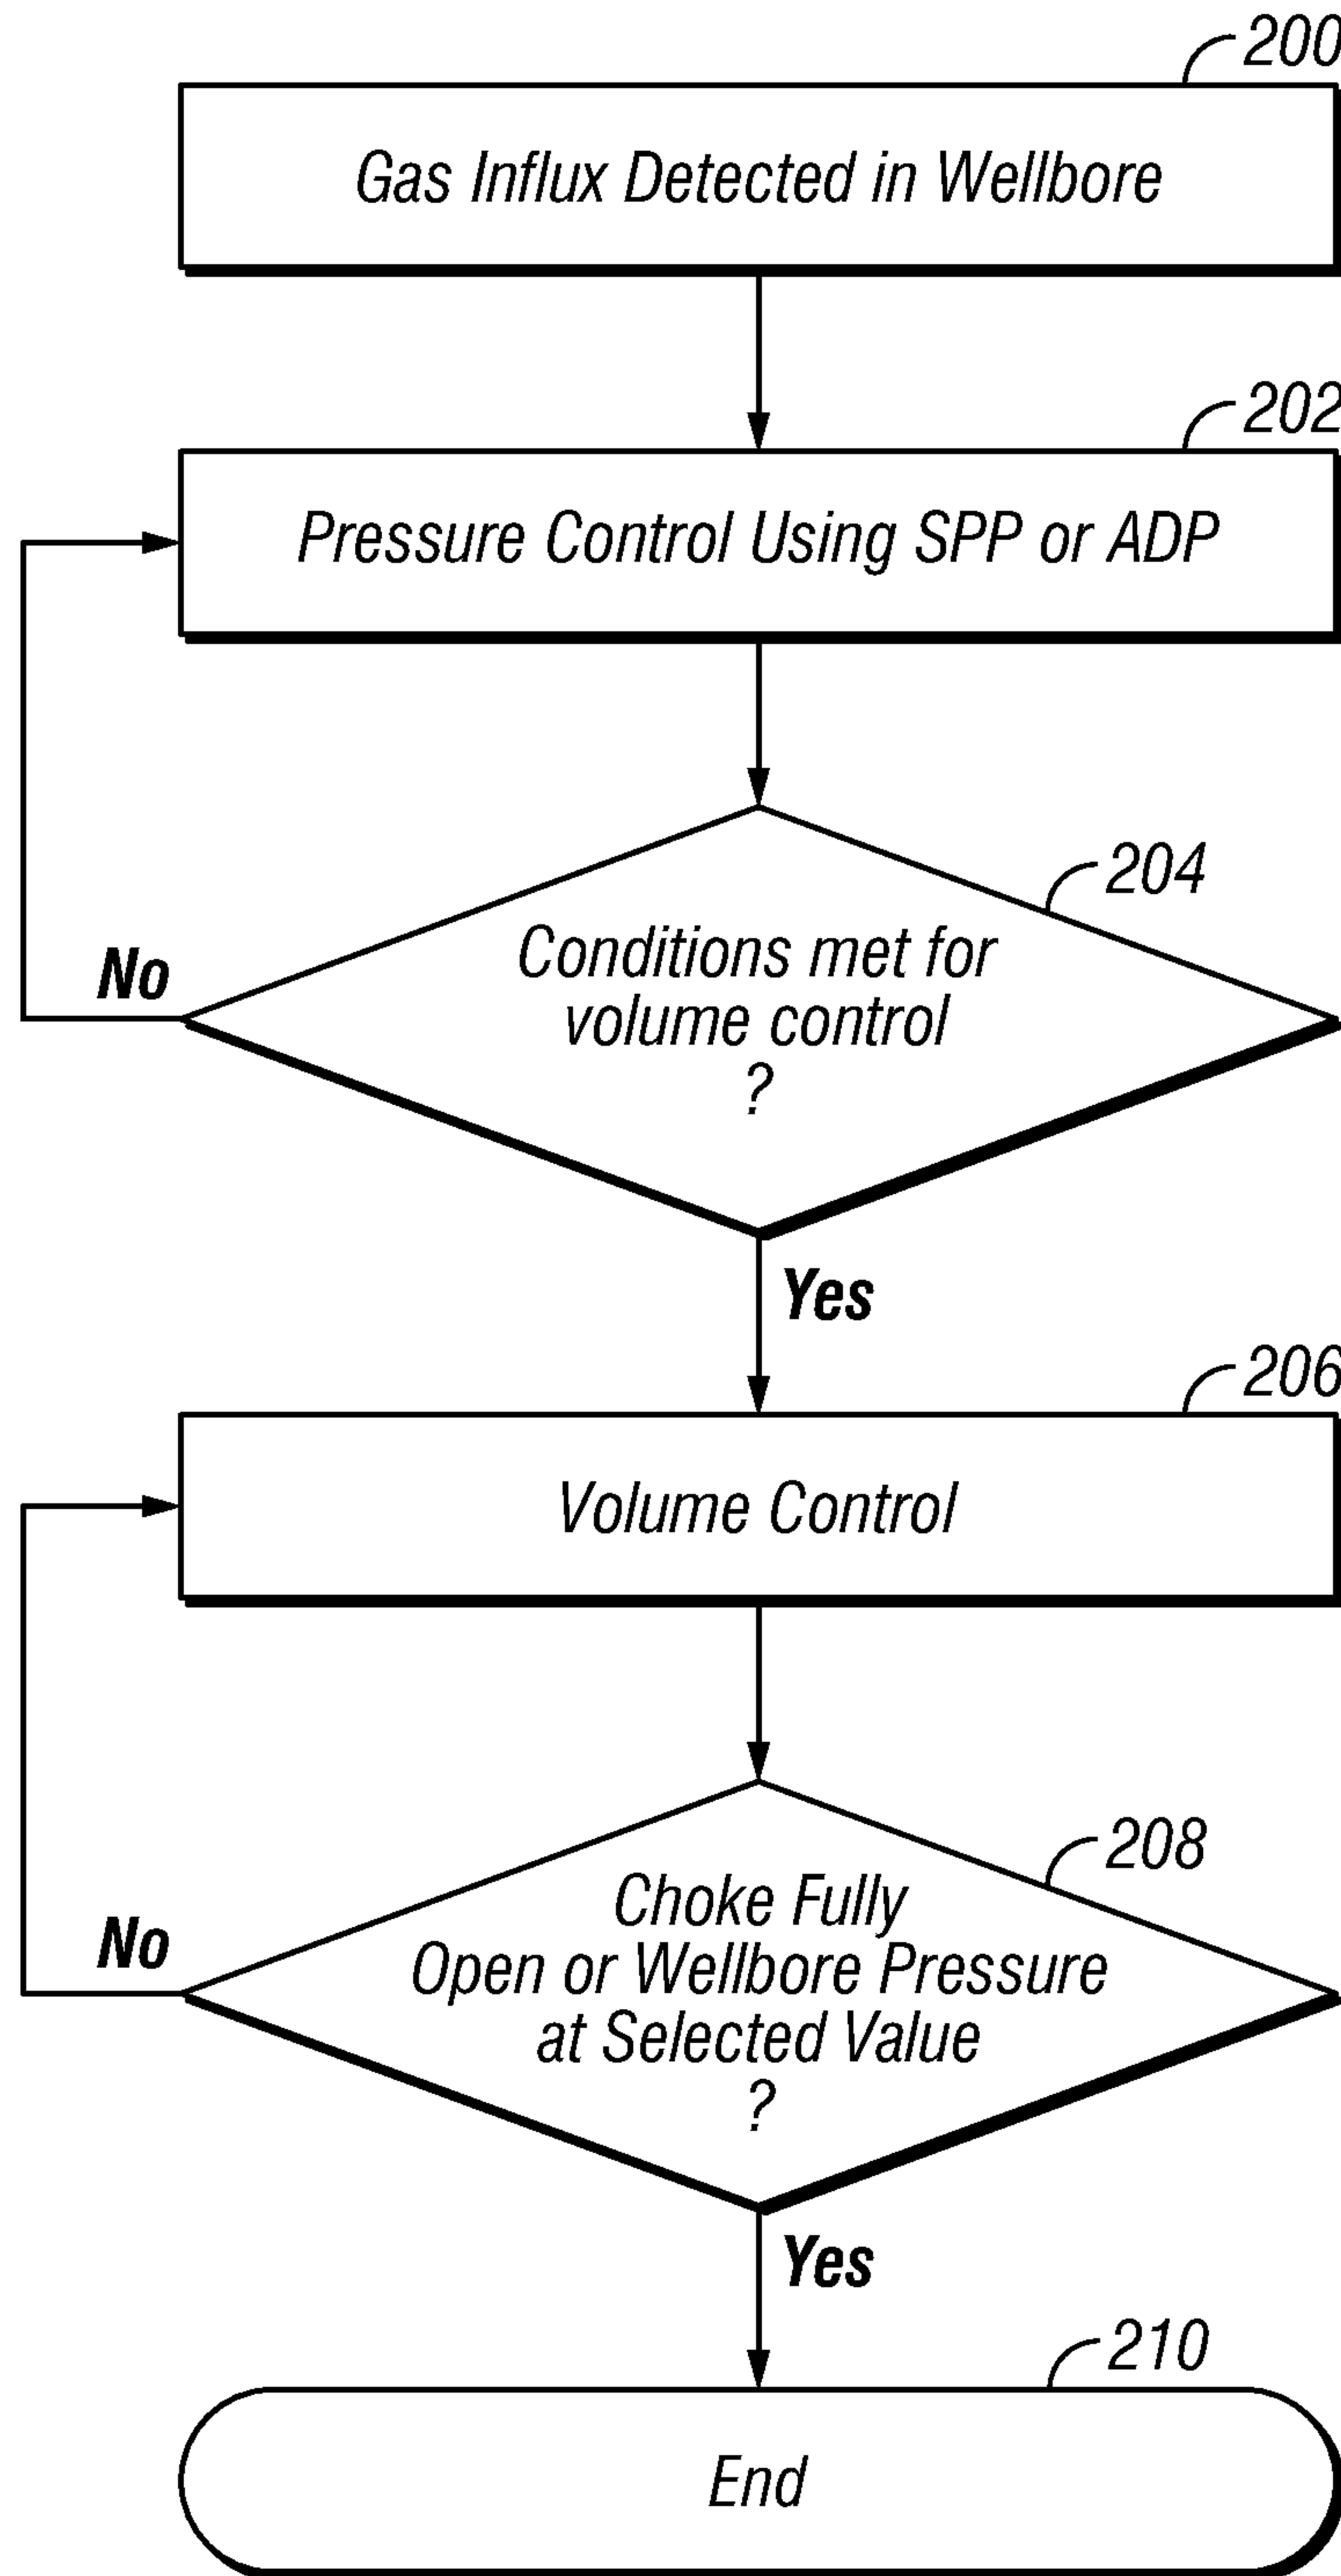 200
Gas Influx Detected in Wellbore
202
Pressure Control Using SPP or ADP
204
Conditions met for
volume control
?
No
Yes
206
Volume Control
208
Choke Fully
Open or Wellbore Pressure
at Selected Value
?
No
Yes
210
End